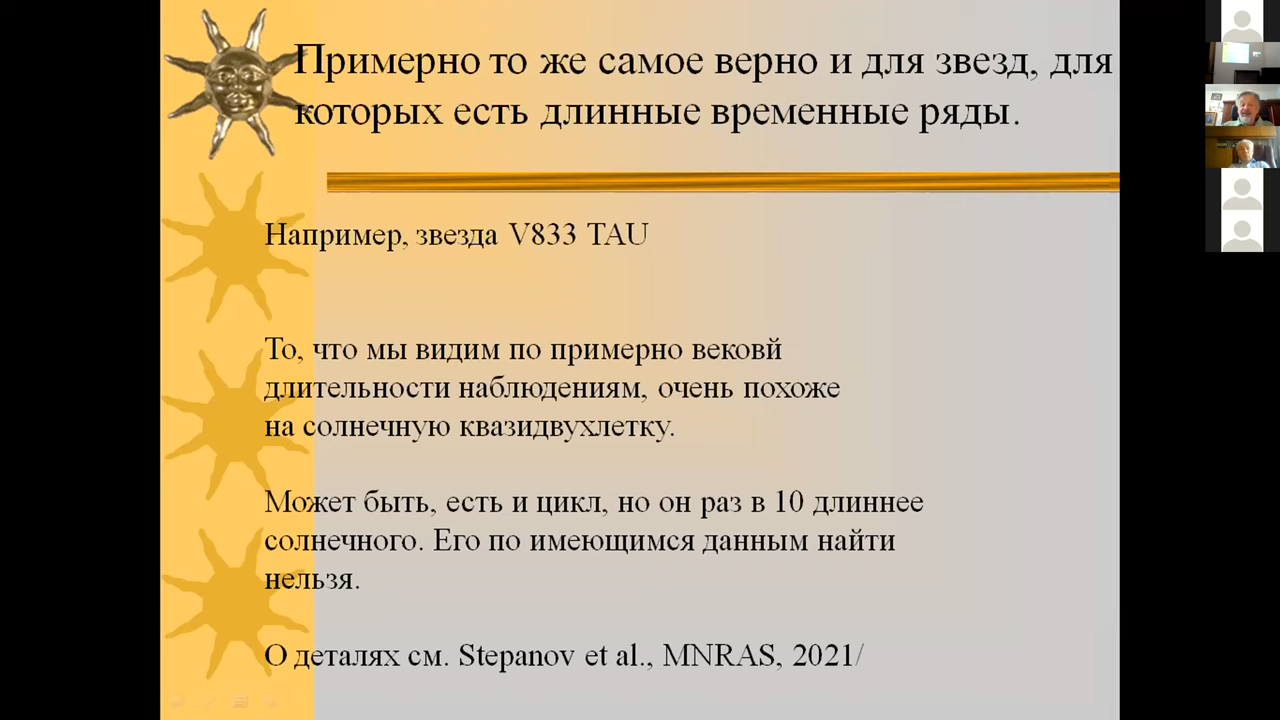 Примерно то же самое верно и для звезд, для
которых есть длинные временные ряды.
Например, звезда V833 TAU
То, что мы видим по примерно вековй
длительности наблюдениям, очень похоже
на солнечную квазидвухлетку.
Может быть, есть и цикл, но он раз в 10 длиннее
солнечного. Его по имеющимся данным найти
нельзя.
О деталях см. Stepanov et al., MNRAS, 2021/